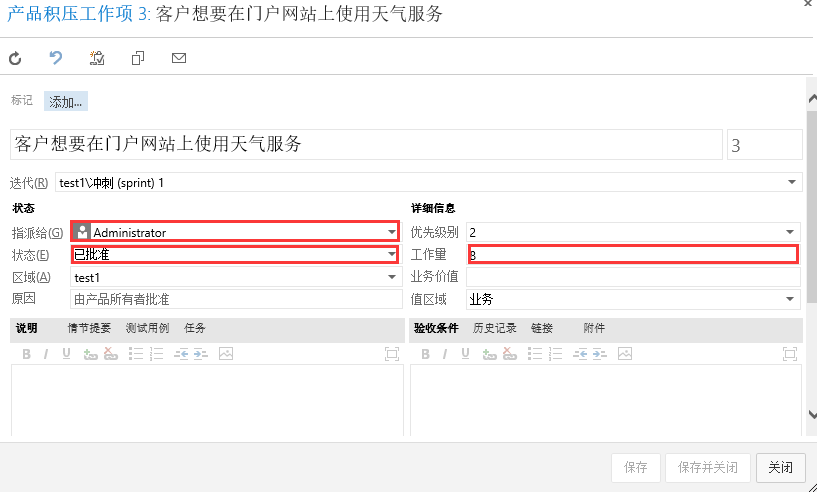 产品积压工作项 3: 客户想要在门户网站上使用天气服务
标记 添加...
客户想要在门户网站上使用天气服务 3
迭代(R) test1\冲刺 (sprint) 1
状态 详细信息
指派给(G) Administrator 优先级别 2
状态(E) 已批准 工作量 8
区域(A) test1 业务价值
原因 由产品所有者批准 值区域 业务
说明 情节提要 测试用例 任务 验收条件 历史记录 链接 附件
B I U B I U
保存 保存并关闭 关闭